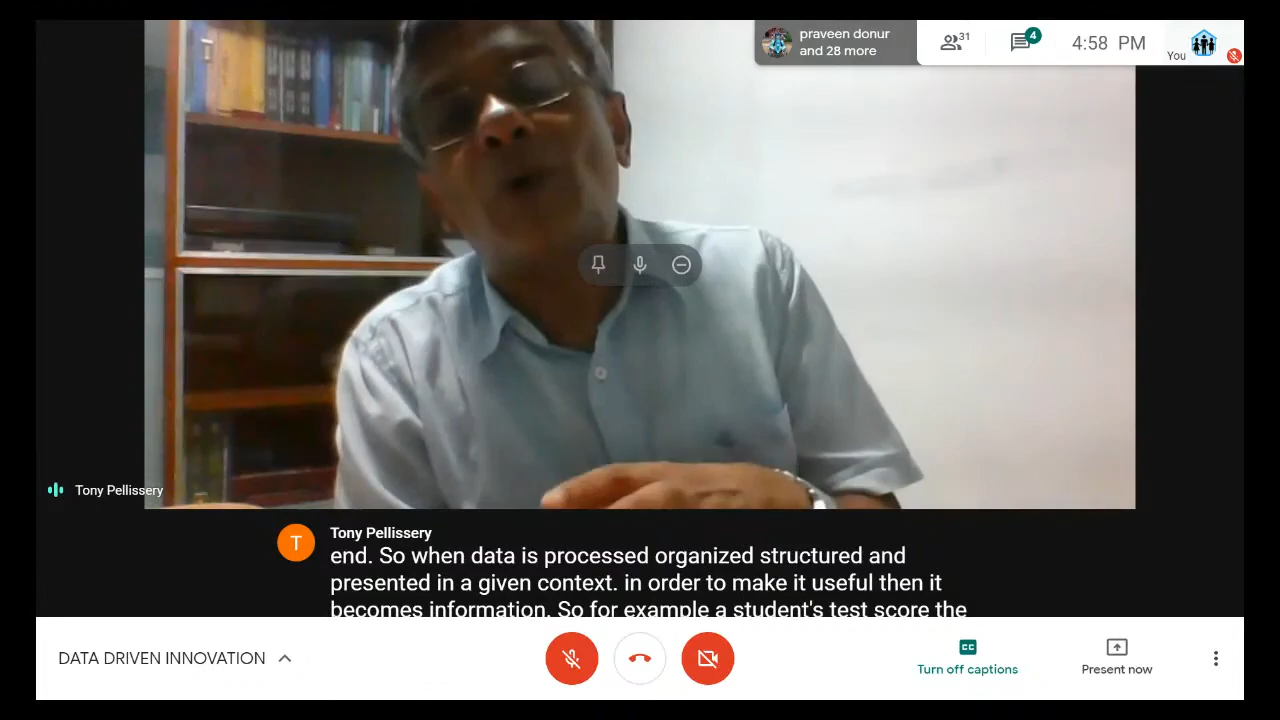 praveen donur
and 28 more
31
4
4:58 PM
You
Tony Pellissery
T
Tony Pellissery
end. So when data is processed organized structured and
presented in a given context. in order to make it useful then it
becomes information. So for example a student's test score the
DATA DRIVEN INNOVATION
Turn off captions
Present now